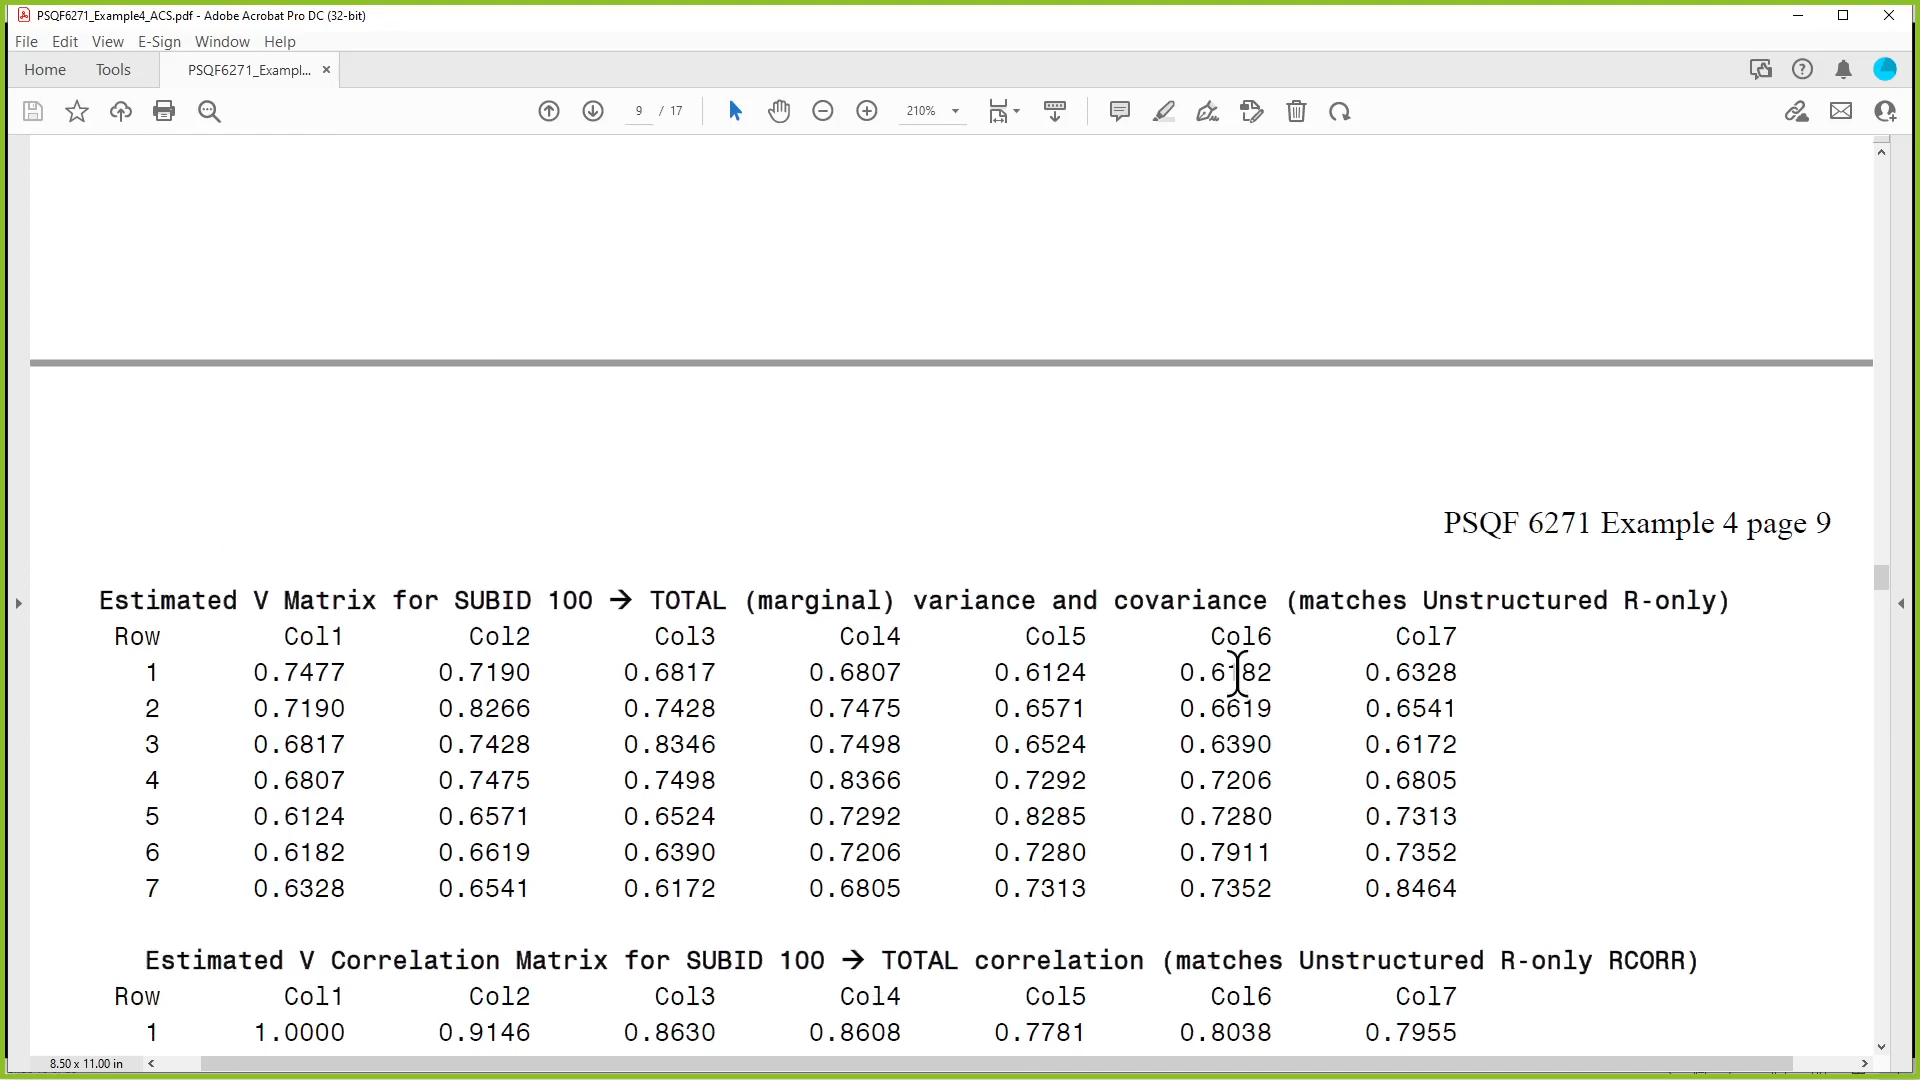 PSQF6271_Example4_ACS.pdf - Adobe Acrobat Pro DC (32-bit)
File Edit View E-Sign Window Help
Home Tools PSQF6271_Exampl... ×
9 / 17 210%
PSQF 6271 Example 4 page 9
Estimated V Matrix for SUBID 100 → TOTAL (marginal) variance and covariance (matches Unstructured R-only)
Row Col1 Col2 Col3 Col4 Col5 Col6 Col7
1 0.7477 0.7190 0.6817 0.6807 0.6124 0.6182 0.6328
2 0.7190 0.8266 0.7428 0.7475 0.6571 0.6619 0.6541
3 0.6817 0.7428 0.8346 0.7498 0.6524 0.6390 0.6172
4 0.6807 0.7475 0.7498 0.8366 0.7292 0.7206 0.6805
5 0.6124 0.6571 0.6524 0.7292 0.8285 0.7280 0.7313
6 0.6182 0.6619 0.6390 0.7206 0.7280 0.7911 0.7352
7 0.6328 0.6541 0.6172 0.6805 0.7313 0.7352 0.8464
Estimated V Correlation Matrix for SUBID 100 → TOTAL correlation (matches Unstructured R-only RCORR)
Row Col1 Col2 Col3 Col4 Col5 Col6 Col7
1 1.0000 0.9146 0.8630 0.8608 0.7781 0.8038 0.7955
8.50 x 11.00 in